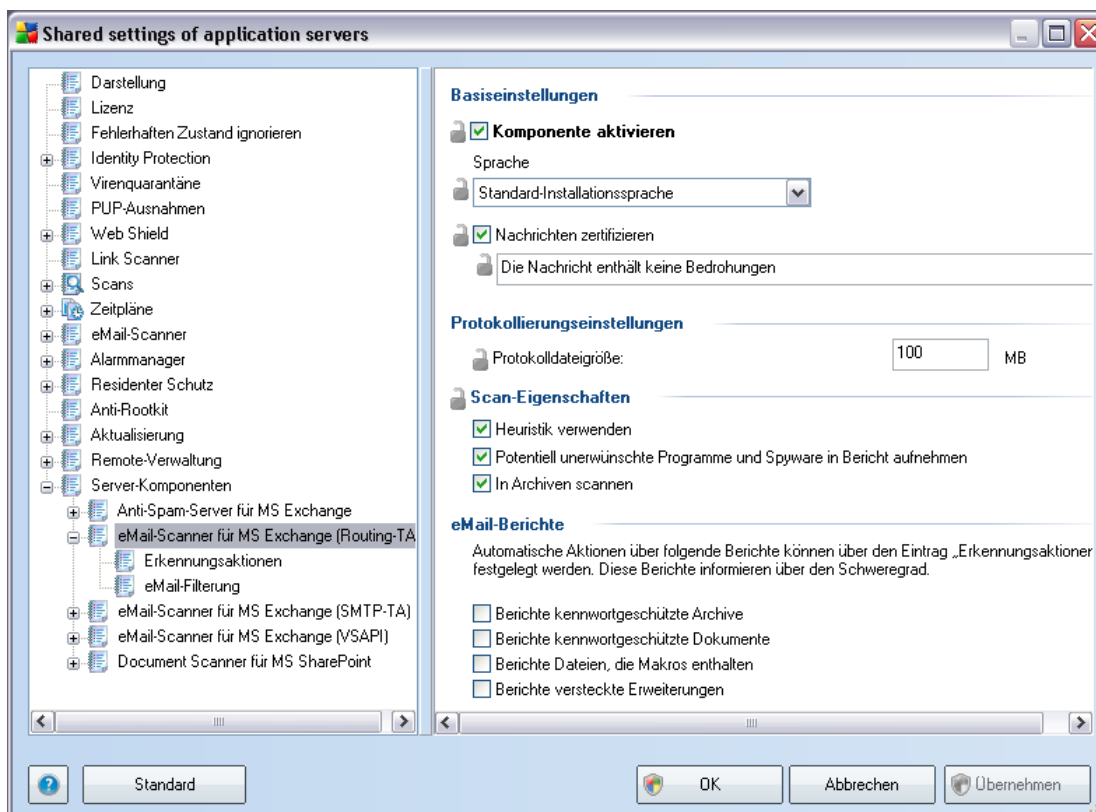 Shared settings of application servers
Darstellung
Lizenz
Fehlerhaften Zustand ignorieren
Identity Protection
Virenquarantäne
PUP-Ausnahmen
Web Shield
Link Scanner
Scans
Zeitpläne
eMail-Scanner
Alarmmanager
Residenter Schutz
Anti-Rootkit
Aktualisierung
Remote-Verwaltung
Server-Komponenten
Anti-Spam-Server für MS Exchange
eMail-Scanner für MS Exchange (Routing-TA
Erkennungsaktionen
eMail-Filterung
eMail-Scanner für MS Exchange (SMTP-TA)
eMail-Scanner für MS Exchange (VSAPI)
Document Scanner für MS SharePoint
Basiseinstellungen
Komponente aktivieren
Sprache
Standard-Installationssprache
Nachrichten zertifizieren
Die Nachricht enthält keine Bedrohungen
Protokollierungseinstellungen
Protokolldateigröße: 100 MB
Scan-Eigenschaften
Heuristik verwenden
Potentiell unerwünschte Programme und Spyware in Bericht aufnehmen
In Archiven scannen
eMail-Berichte
Automatische Aktionen über folgende Berichte können über den Eintrag „Erkennungsaktionen
festgelegt werden. Diese Berichte informieren über den Schweregrad.
Berichte kennwortgeschützte Archive
Berichte kennwortgeschützte Dokumente
Berichte Dateien, die Makros enthalten
Berichte versteckte Erweiterungen
? Standard OK Abbrechen Übernehmen